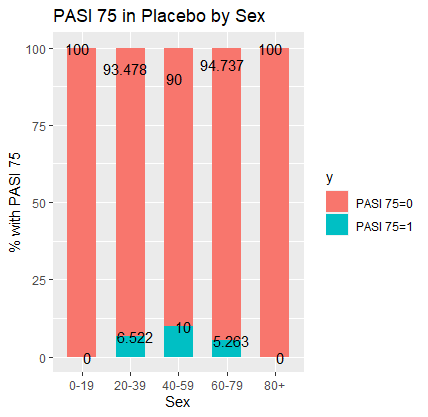 PASI 75 in Placebo by Sex
% with PASI 75
100
75
50
25
0
100
93.478
90
94.737
100
0
6.522
10
5.263
0
0-19 20-39 40-59 60-79 80+
Sex
y
PASI 75=0
PASI 75=1